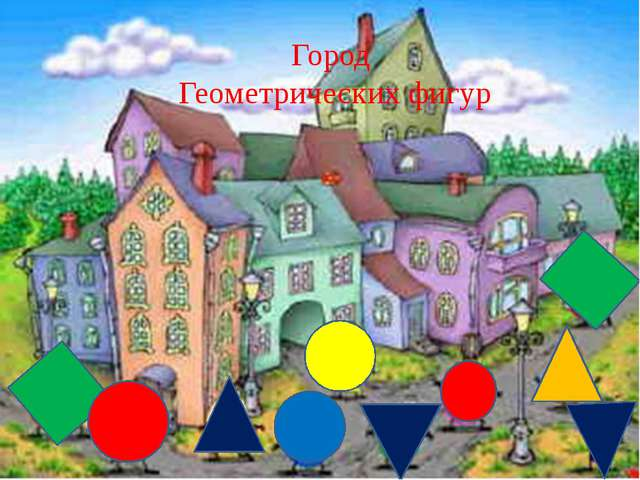 Город
Геометрических фигур